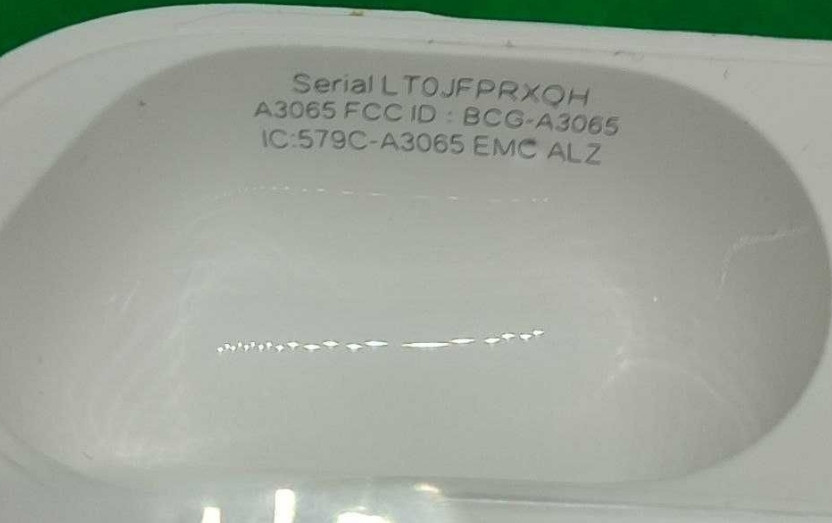 Serial LT0JFPRXQH
A3065 FCC ID : BCG-A3065
IC:579C-A3065 EMC ALZ